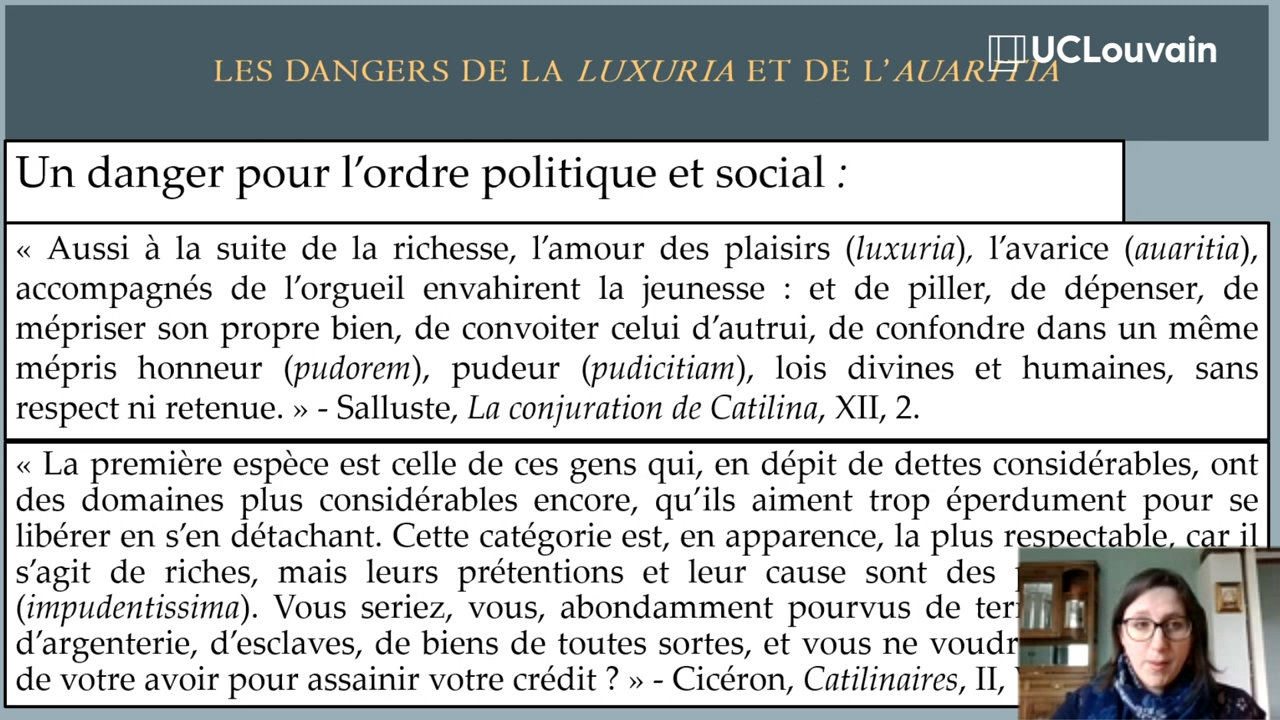 UCLouvain
LES DANGERS DE LA LUXURIA ET DE L’AUARITIA
Un danger pour l’ordre politique et social :
« Aussi à la suite de la richesse, l’amour des plaisirs (luxuria), l’avarice (auaritia),
accompagnés de l’orgueil envahirent la jeunesse : et de piller, de dépenser, de
mépriser son propre bien, de convoiter celui d’autrui, de confondre dans un même
mépris honneur (pudorem), pudeur (pudicitiam), lois divines et humaines, sans
respect ni retenue. » - Salluste, La conjuration de Catilina, XII, 2.
« La première espèce est celle de ces gens qui, en dépit de dettes considérables, ont
des domaines plus considérables encore, qu’ils aiment trop éperdument pour se
libérer en s’en détachant. Cette catégorie est, en apparence, la plus respectable, car il
s’agit de riches, mais leurs prétentions et leur cause sont des
(impudentissima). Vous seriez, vous, abondamment pourvus de
d’argenterie, d’esclaves, de biens de toutes sortes, et vous ne
de votre avoir pour assainir votre crédit ? » - Cicéron, Catilinaires, II,